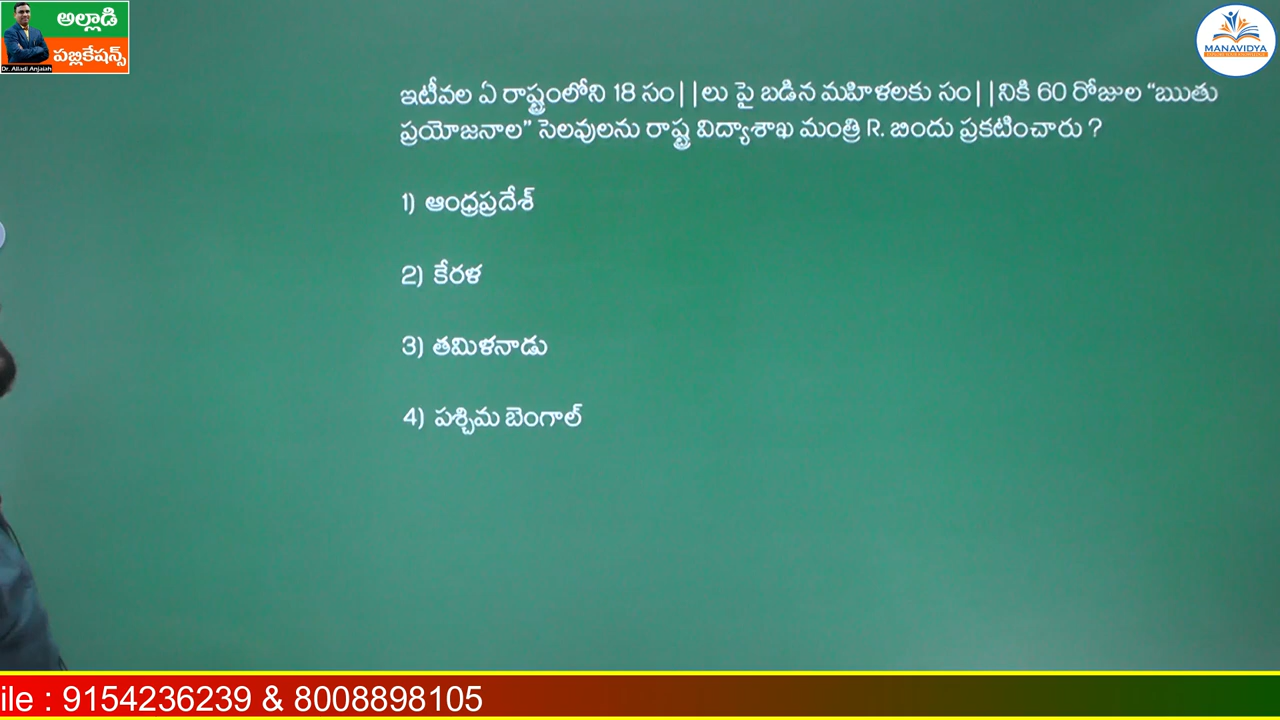 అల్లాడి
పబ్లికేషన్స్
Dr. Alladi Anjaiah
MANAVIDYA
ఇటీవల ఏ రాష్ట్రంలోని 18 సం||లు పై బడిన మహిళలకు సం||నికి 60 రోజుల “ఋతు
ప్రయోజనాల” సెలవులను రాష్ట్ర విద్యాశాఖ మంత్రి R. బిందు ప్రకటించారు ?
1) ఆంధ్రప్రదేశ్
2) కేరళ
3) తమిళనాడు
4) పశ్చిమ బెంగాల్
ile : 9154236239 & 8008898105